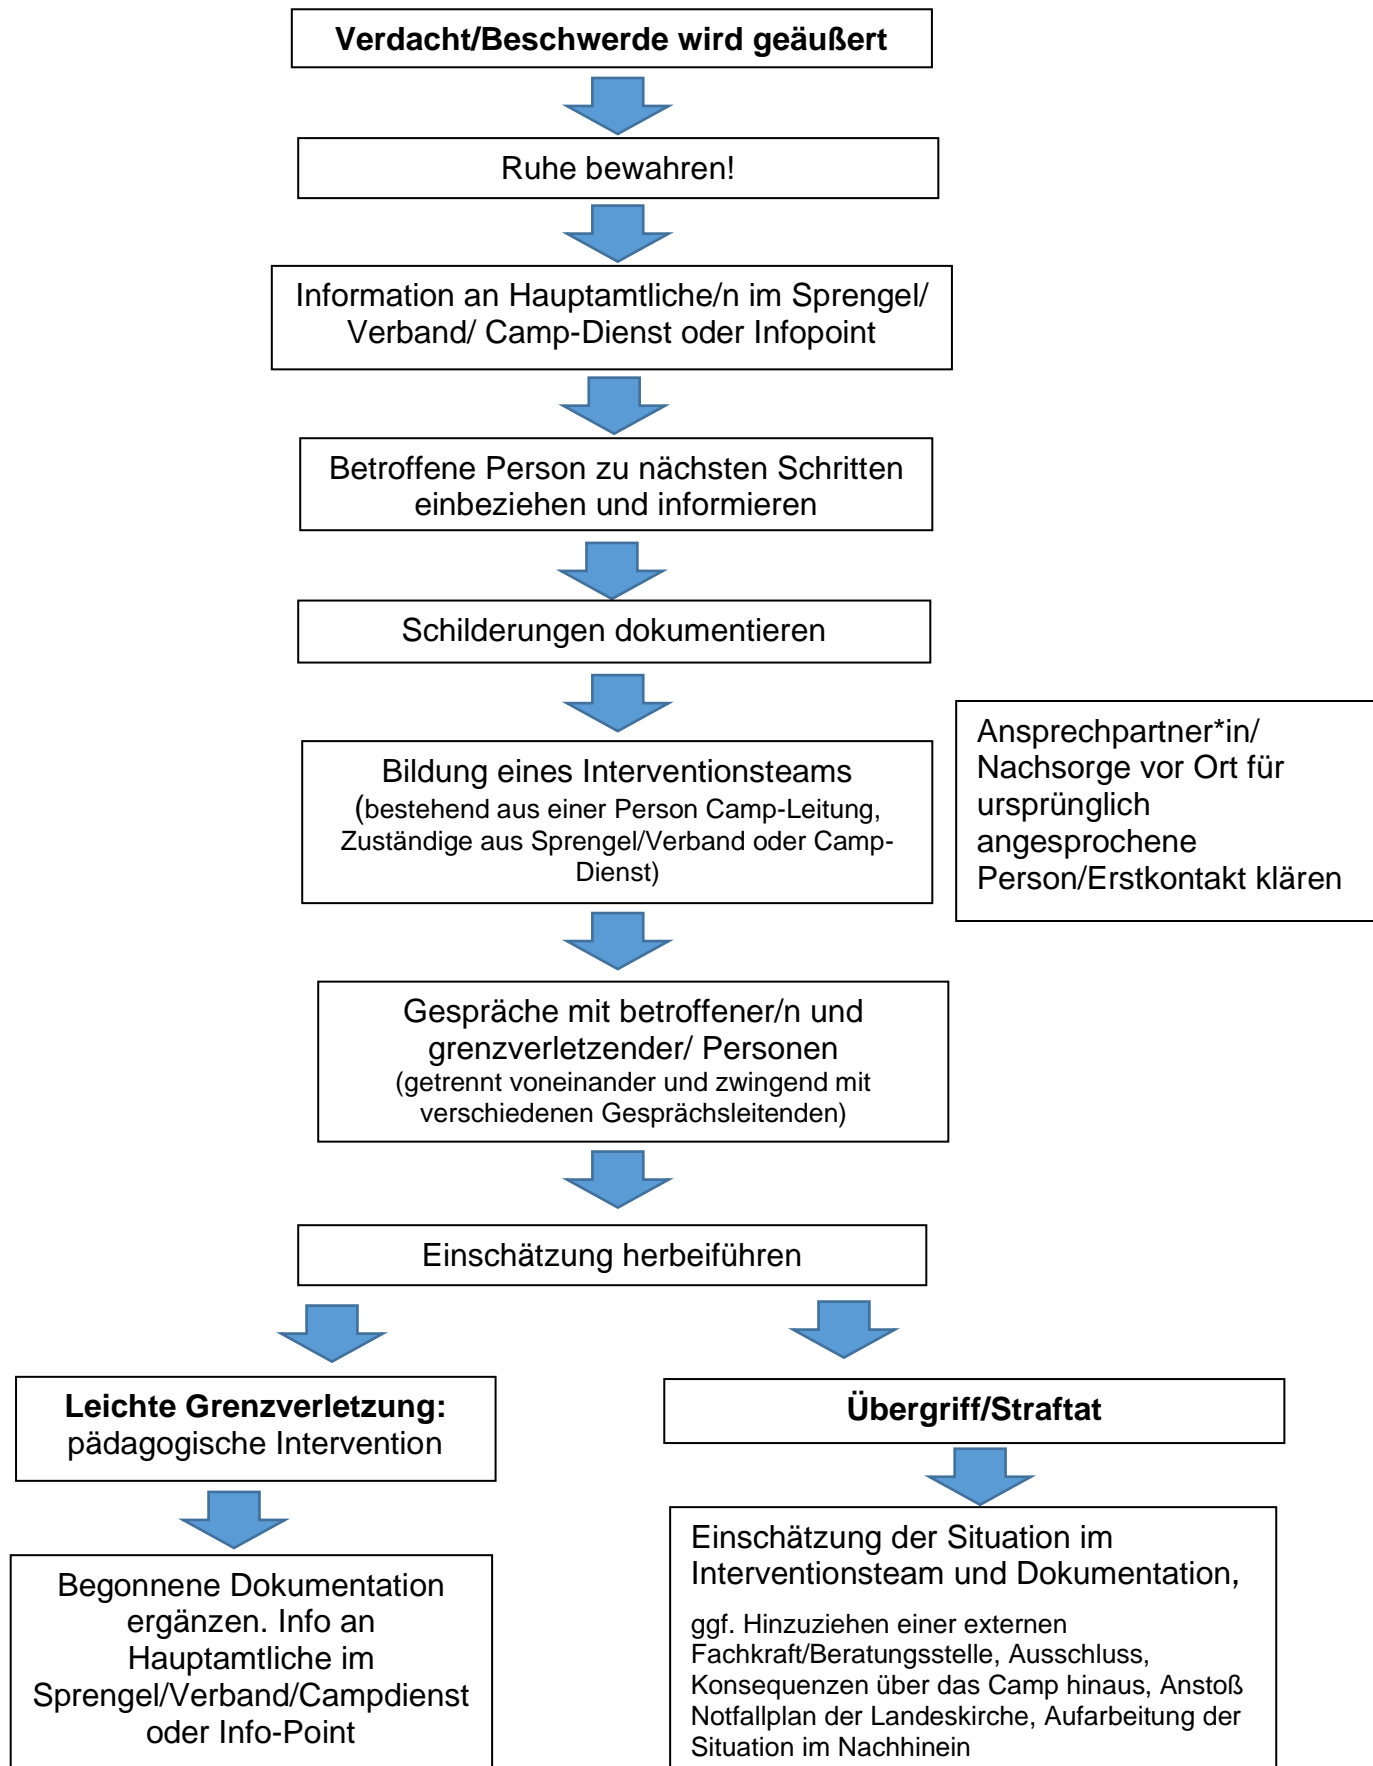 Verdacht/Beschwerde wird geäußert
Ruhe bewahren!
Information an Hauptamtliche/n im Sprengel/
Verband/ Camp-Dienst oder Infopoint
Betroffene Person zu nächsten Schritten
einbeziehen und informieren
Schilderungen dokumentieren
Bildung eines Interventionsteams
(bestehend aus einer Person Camp-Leitung,
Zuständige aus Sprengel/Verband oder Camp-
Dienst)
Ansprechpartner*in/
Nachsorge vor Ort für
ursprünglich
angesprochene
Person/Erstkontakt klären
Gespräche mit betroffener/n und
grenzverletzender/ Personen
(getrennt voneinander und zwingend mit
verschiedenen Gesprächsleitenden)
Einschätzung herbeiführen
Leichte Grenzverletzung:
pädagogische Intervention
Begonnene Dokumentation
ergänzen. Info an
Hauptamtliche im
Sprengel/Verband/Campdienst
oder Info-Point
Übergriff/Straftat
Einschätzung der Situation im
Interventionsteam und Dokumentation,
ggf. Hinzuziehen einer externen
Fachkraft/Beratungsstelle, Ausschluss,
Konsequenzen über das Camp hinaus, Anstoß
Notfallplan der Landeskirche, Aufarbeitung der
Situation im Nachhinein